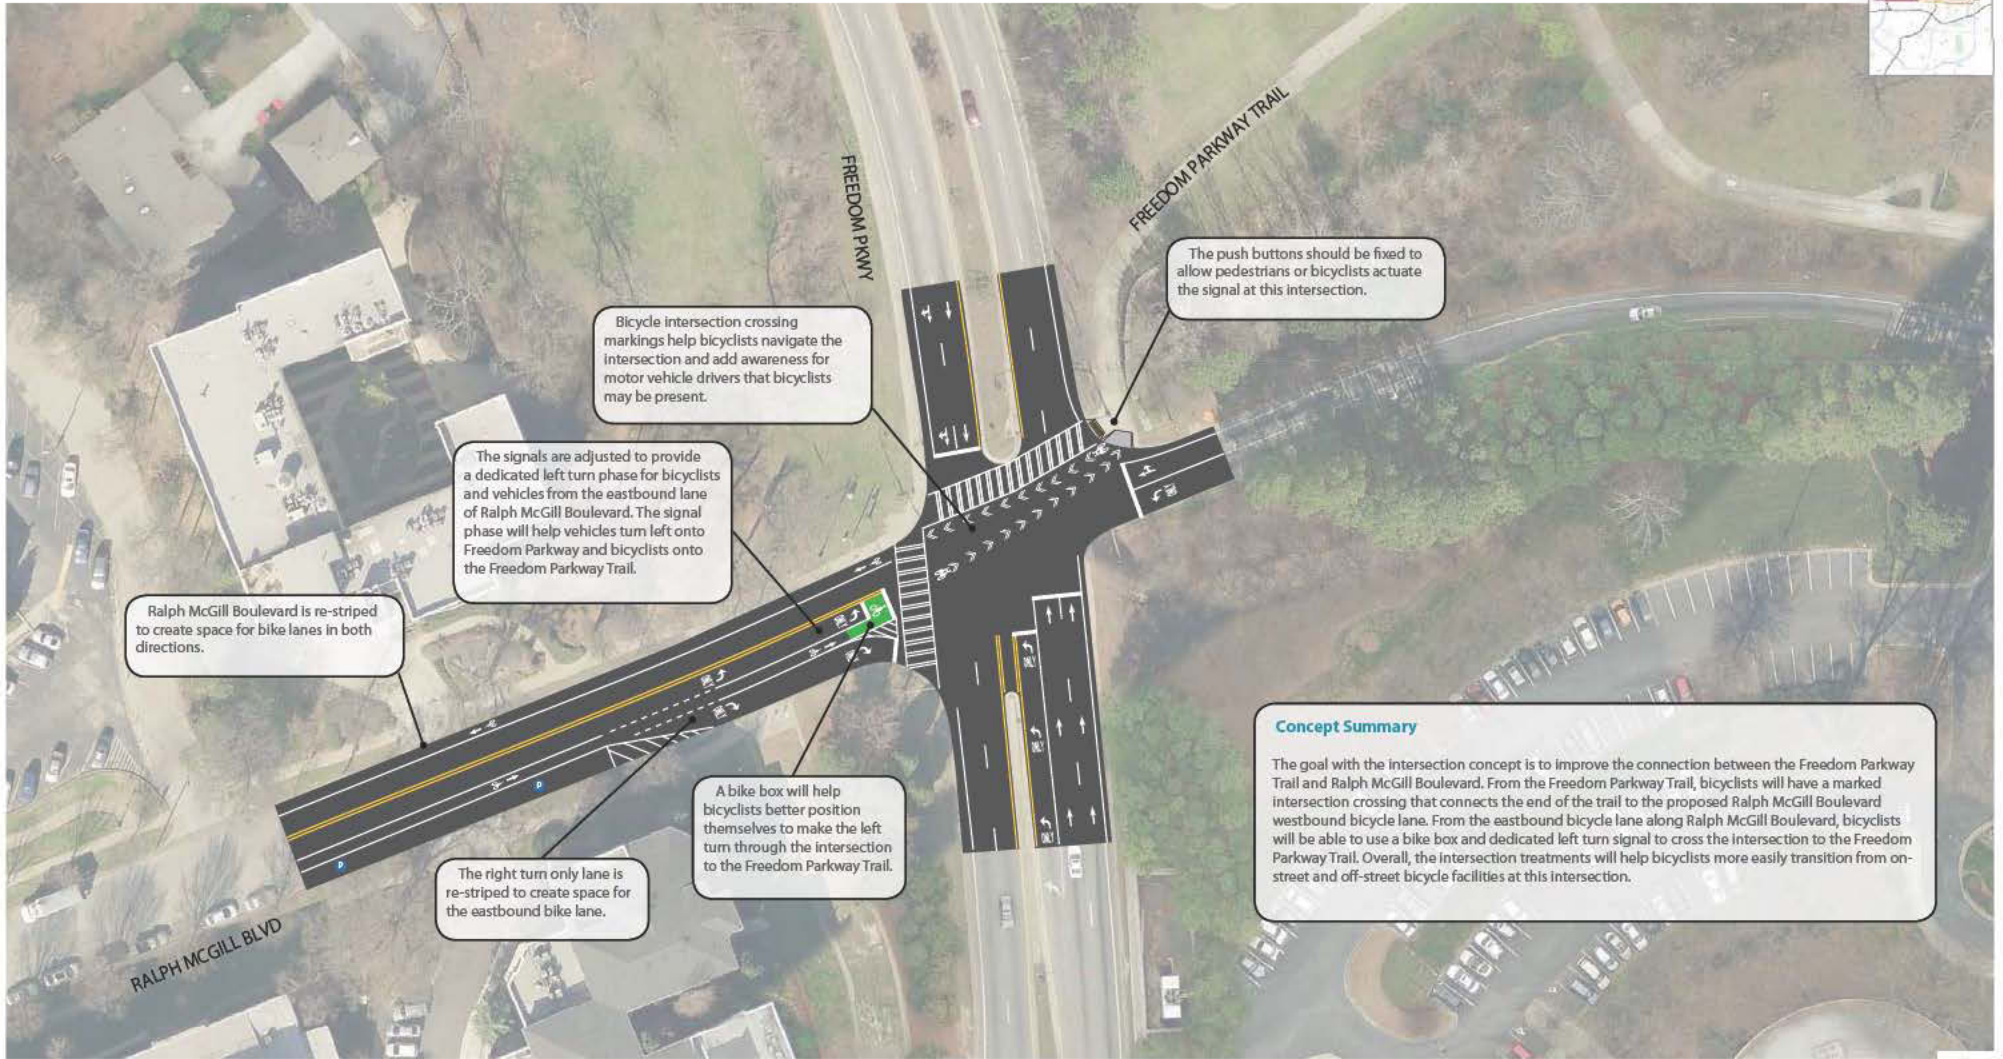 FREEDOM PKWY
FREEDOM PARKWAY TRAIL
The push buttons should be fixed to
allow pedestrians or bicyclists actuate
the signal at this intersection.
Bicycle intersection crossing
markings help bicyclists navigate the
intersection and add awareness for
motor vehicle drivers that bicyclists
may be present.
The signals are adjusted to provide
a dedicated left turn phase for bicyclists
and vehicles from the eastbound lane
of Ralph McGill Boulevard. The signal
phase will help vehicles turn left onto
Freedom Parkway and bicyclists onto
the Freedom Parkway Trail.
Ralph McGill Boulevard is re-striped
to create space for bike lanes in both
directions.
A bike box will help
bicyclists better position
themselves to make the left
turn through the intersection
to the Freedom Parkway Trail.
The right turn only lane is
re-striped to create space for
the eastbound bike lane.
RALPH MCGILL BLVD
P
P
ONLY
ONLY
ONLY
ONLY
ONLY
ONLY
ONLY
ONLY
Concept Summary
The goal with the intersection concept is to improve the connection between the Freedom Parkway
Trail and Ralph McGill Boulevard. From the Freedom Parkway Trail, bicyclists will have a marked
intersection crossing that connects the end of the trail to the proposed Ralph McGill Boulevard
westbound bicycle lane. From the eastbound bicycle lane along Ralph McGill Boulevard, bicyclists
will be able to use a bike box and dedicated left turn signal to cross the intersection to the Freedom
Parkway Trail. Overall, the intersection treatments will help bicyclists more easily transition from on-
street and off-street bicycle facilities at this intersection.